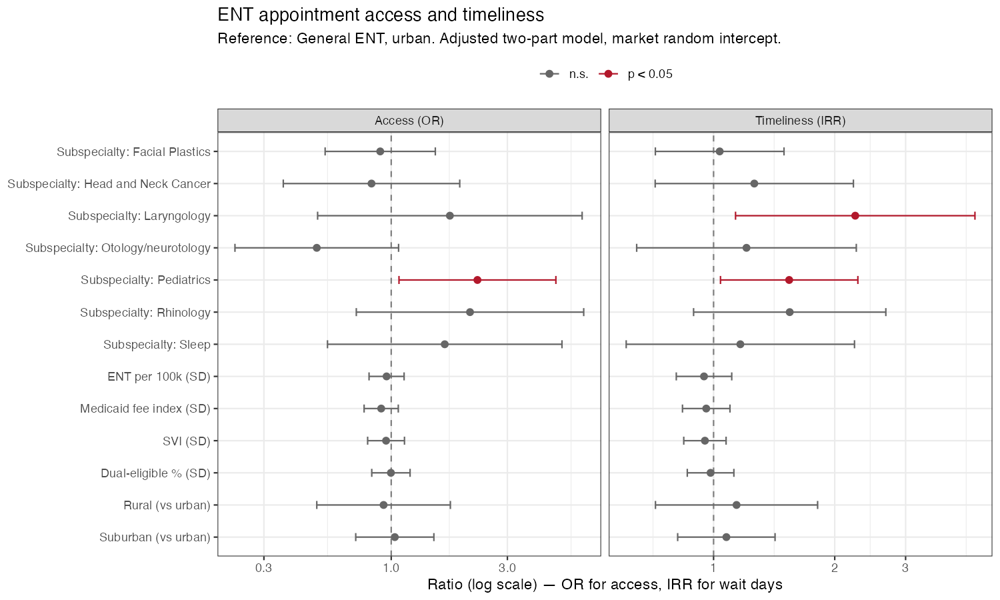 ENT appointment access and timeliness
Reference: General ENT, urban. Adjusted two-part model, market random intercept.
n.s. p < 0.05
Access (OR) Timeliness (IRR)
Subspecialty: Facial Plastics
Subspecialty: Head and Neck Cancer
Subspecialty: Laryngology
Subspecialty: Otology/neurotology
Subspecialty: Pediatrics
Subspecialty: Rhinology
Subspecialty: Sleep
ENT per 100k (SD)
Medicaid fee index (SD)
SVI (SD)
Dual-eligible % (SD)
Rural (vs urban)
Suburban (vs urban)
0.3 1.0 3.0 1 2 3
Ratio (log scale) — OR for access, IRR for wait days